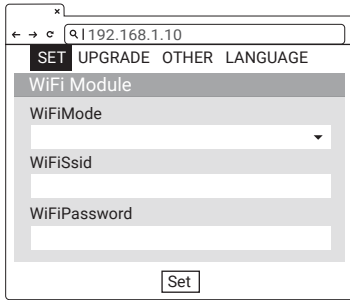 192.168.1.10
SET UPGRADE OTHER LANGUAGE
WiFi Module
WiFiMode
WiFiSsid
WiFiPassword
Set